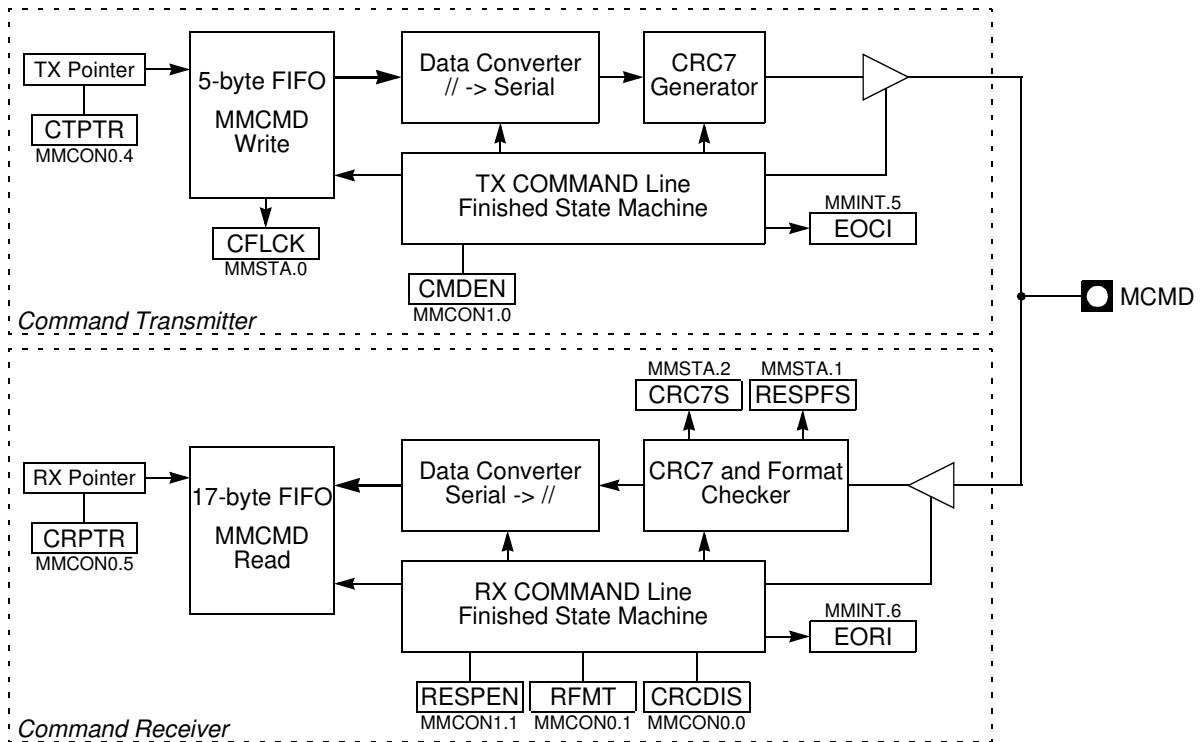 TX Pointer
CTPTR
MMCON0.4
5-byte FIFO
MMCMD
Write
CFLCK
MMSTA.0
Data Converter
// -> Serial
CRC7
Generator
TX COMMAND Line
Finished State Machine
MMINT.5
EOCI
CMDEN
MMCON1.0
Command Transmitter
MCMD
MMSTA.2
CRC7S
MMSTA.1
RESPFS
RX Pointer
CRPTR
MMCON0.5
17-byte FIFO
MMCMD
Read
Data Converter
Serial -> //
CRC7 and Format
Checker
RX COMMAND Line
Finished State Machine
MMINT.6
EORI
RESPEN
MMCON1.1
RFMT
MMCON0.1
CRCDIS
MMCON0.0
Command Receiver